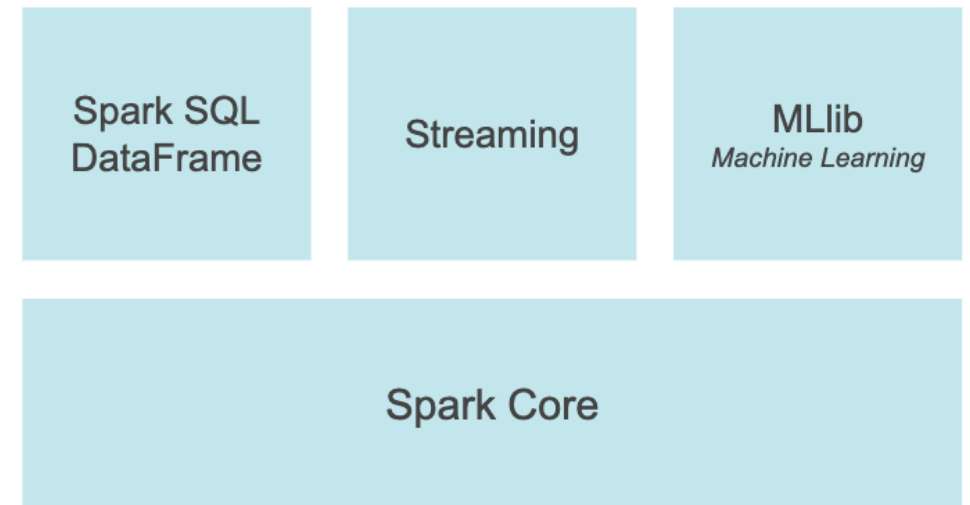 Spark SQL
DataFrame
Streaming
MLlib
Machine Learning
Spark Core